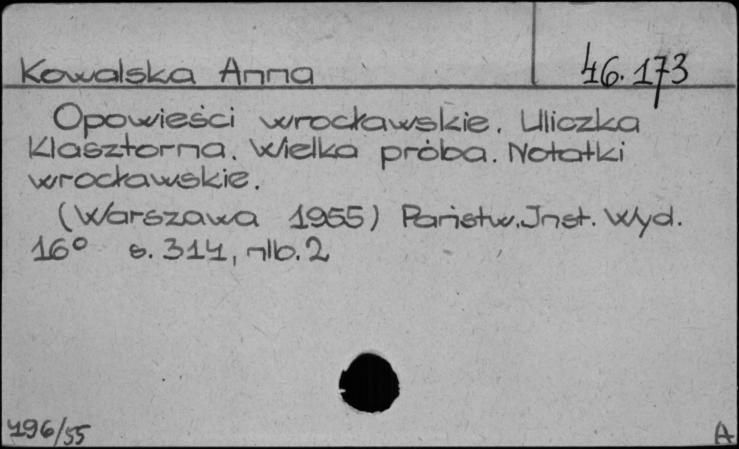 Kowalska Anna 46.173
Opowieści wrocławskie. Uliczka
Klasztorna. Wielka próba. Notatki
wrocławskie.
(Warszawa 1955) Państw. Inst. Wyd.
16° s. 314, nlb. 2
496/55 A